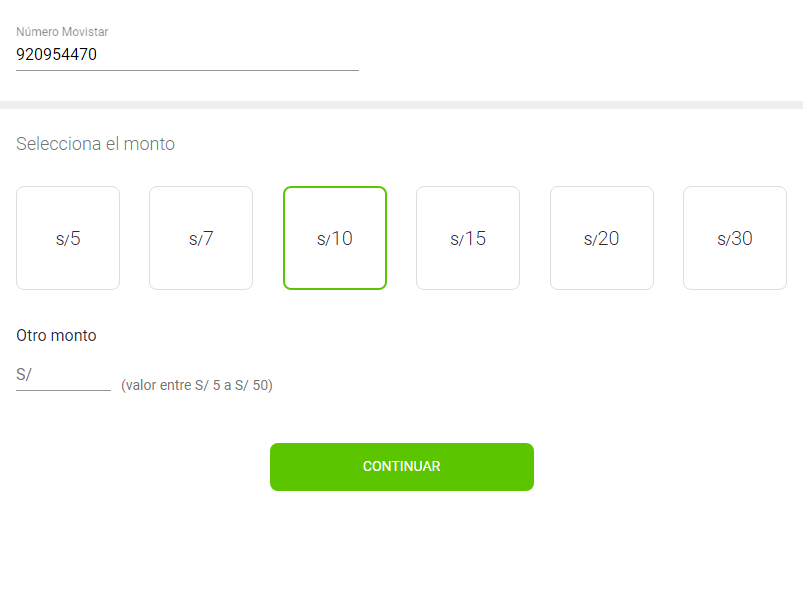 Número Movistar
920954470
Selecciona el monto
s/5 s/7 s/10 s/15 s/20 s/30
Otro monto
S/ (valor entre S/ 5 a S/ 50)
CONTINUAR